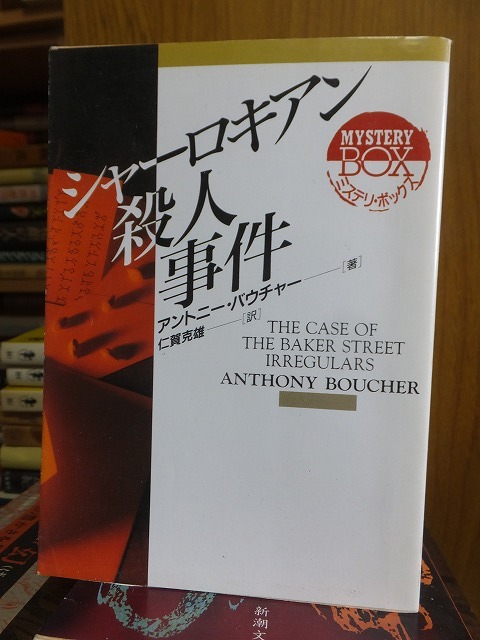 シャーロキアン
殺人
事件
MYSTERY
BOX
ミステリ・ボックス
アントニー・バウチャー
[著]
仁賀克雄
[訳]
THE CASE OF
THE BAKER STREET
IRREGULARS
ANTHONY BOUCHER
新潮文